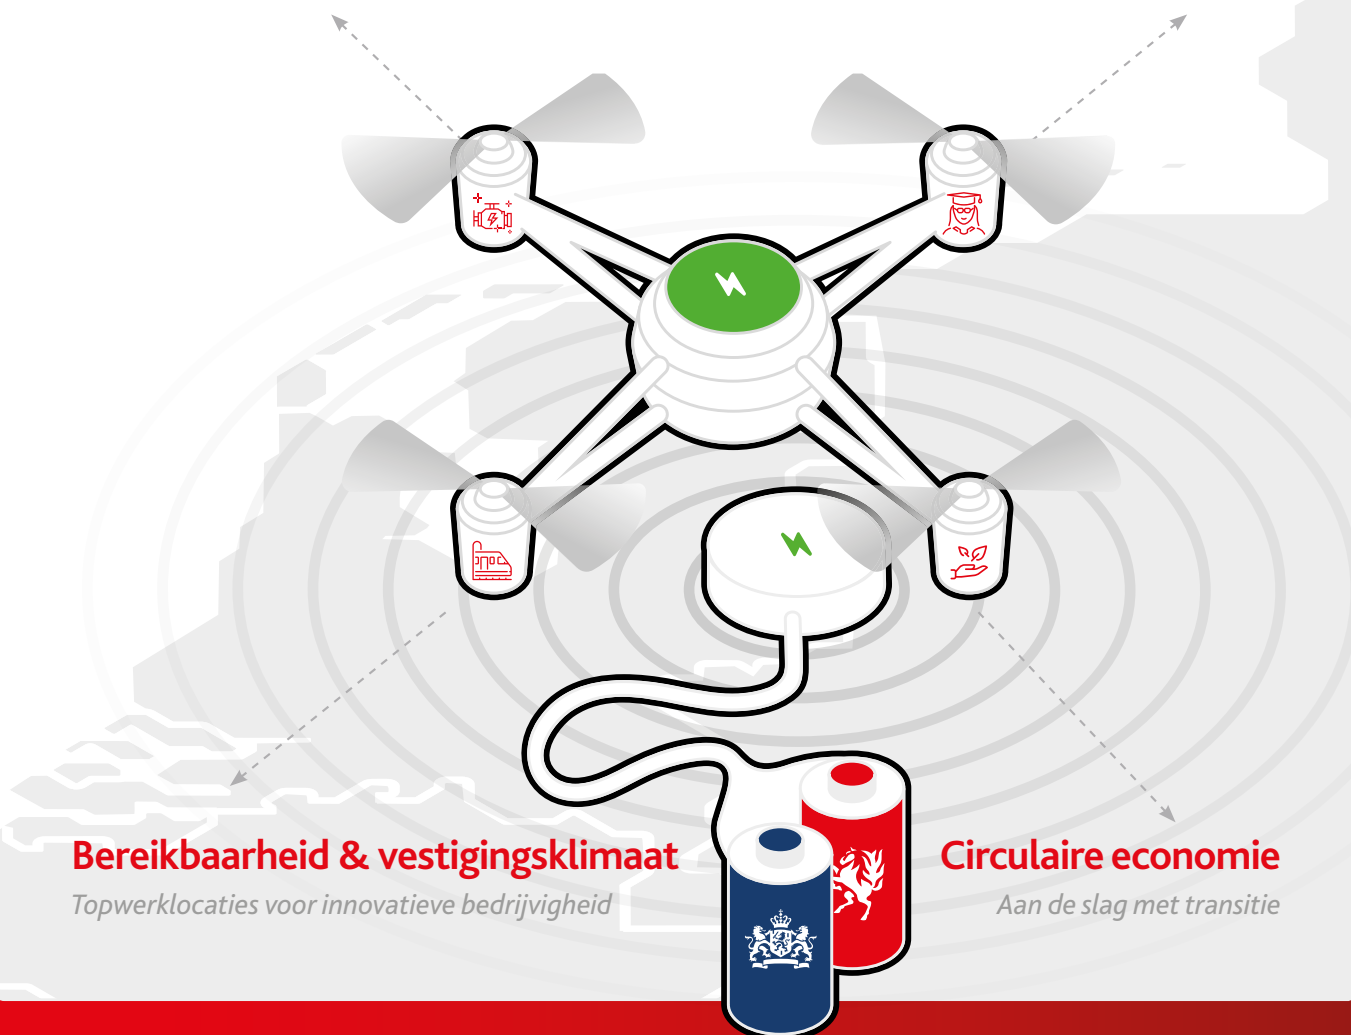 Bereikbaarheid & vestigingsklimaat
Topwerklocaties voor innovatieve bedrijvigheid
Circulaire economie
Aan de slag met transitie